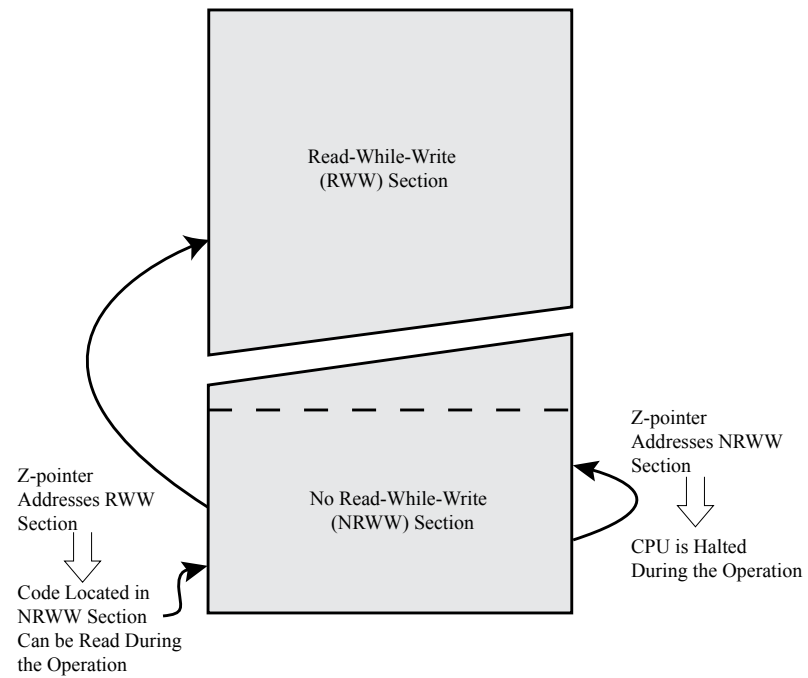 Read-While-Write
(RWW) Section
Z-pointer
Addresses NRWW
Section
Z-pointer
Addresses RWW
Section
No Read-While-Write
(NRWW) Section
CPU is Halted
During the Operation
Code Located in
NRWW Section
Can be Read During
the Operation